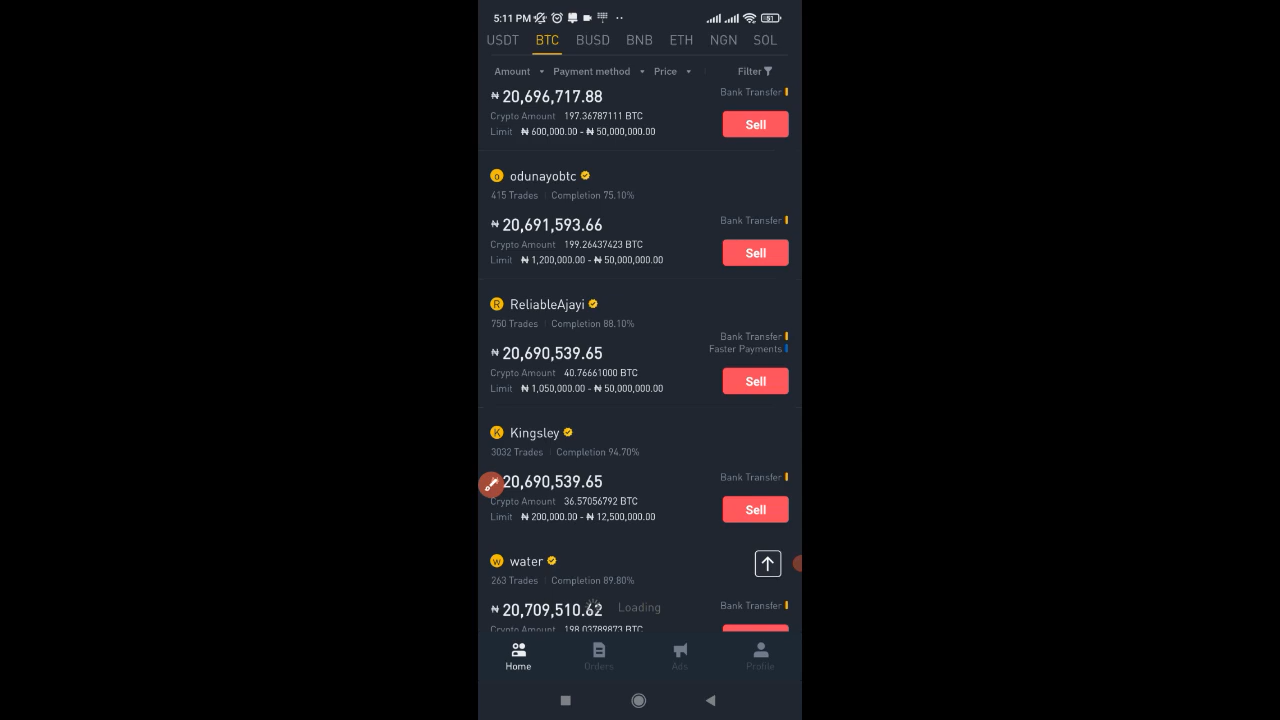 5:11 PM 51
USDT BTC BUSD BNB ETH NGN SOL
Amount Payment method Price Filter
₦ 20,696,717.88 Bank Transfer
Crypto Amount 197.36787111 BTC
Limit ₦ 600,000.00 - ₦ 50,000,000.00 Sell
o odunayobtc
415 Trades Completion 75.10%
₦ 20,691,593.66 Bank Transfer
Crypto Amount 199.26437423 BTC
Limit ₦ 1,200,000.00 - ₦ 50,000,000.00 Sell
R ReliableAjayi
750 Trades Completion 88.10%
Bank Transfer
₦ 20,690,539.65 Faster Payments
Crypto Amount 40.76661000 BTC
Limit ₦ 1,050,000.00 - ₦ 50,000,000.00 Sell
K Kingsley
3032 Trades Completion 94.70%
20,690,539.65 Bank Transfer
Crypto Amount 36.57056792 BTC
Limit ₦ 200,000.00 - ₦ 12,500,000.00 Sell
w water
263 Trades Completion 89.80%
₦ 20,709,510.62 Loading Bank Transfer
Crypto Amount 198.03789873 BTC
Home Orders Ads Profile